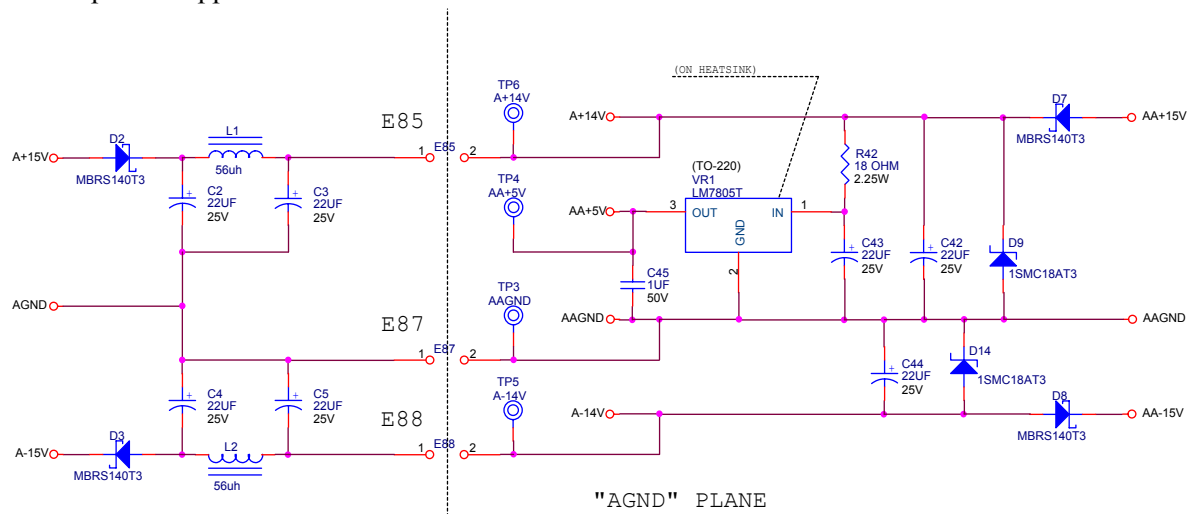 (ON HEATSINK)
TP6
A+14V
E85
D2
L1
A+15V
MBRS140T3
56uh
1
E85
2
A+14V
D7
AA+15V
MBRS140T3
R42
18 OHM
2.25W
(TO-220)
VR1
LM7805T
C2
22UF
25V
C3
22UF
25V
TP4
AA+5V
AA+5V
3
OUT
IN
1
GND
2
C43
22UF
25V
C42
22UF
25V
D9
1SMC18AT3
C45
1UF
50V
AGND
TP3
AAGND
AAGND
AAGND
E87
1
E87
2
D14
1SMC18AT3
C44
22UF
25V
C4
22UF
25V
C5
22UF
25V
TP5
A-14V
A-14V
D8
AA-15V
MBRS140T3
E88
D3
L2
A-15V
MBRS140T3
56uh
1
E88
2
"AGND" PLANE